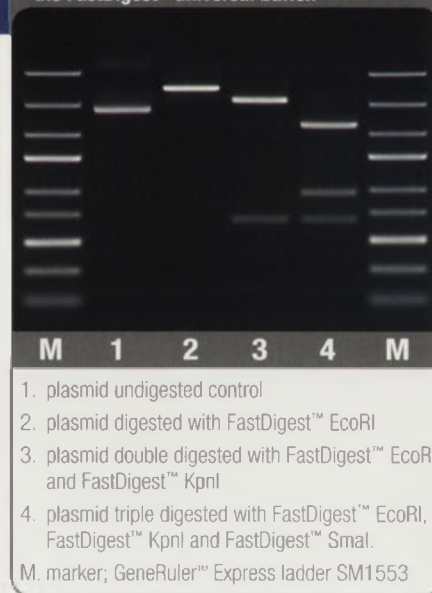 M 1 2 3 4 M
1. plasmid undigested control
2. plasmid digested with FastDigest™ EcoRI
3. plasmid double digested with FastDigest™ EcoR
and FastDigest™ KpnI
4. plasmid triple digested with FastDigest™ EcoRI,
FastDigest™ KpnI and FastDigest™ SmaI.
M. marker; GeneRuler™ Express ladder SM1553